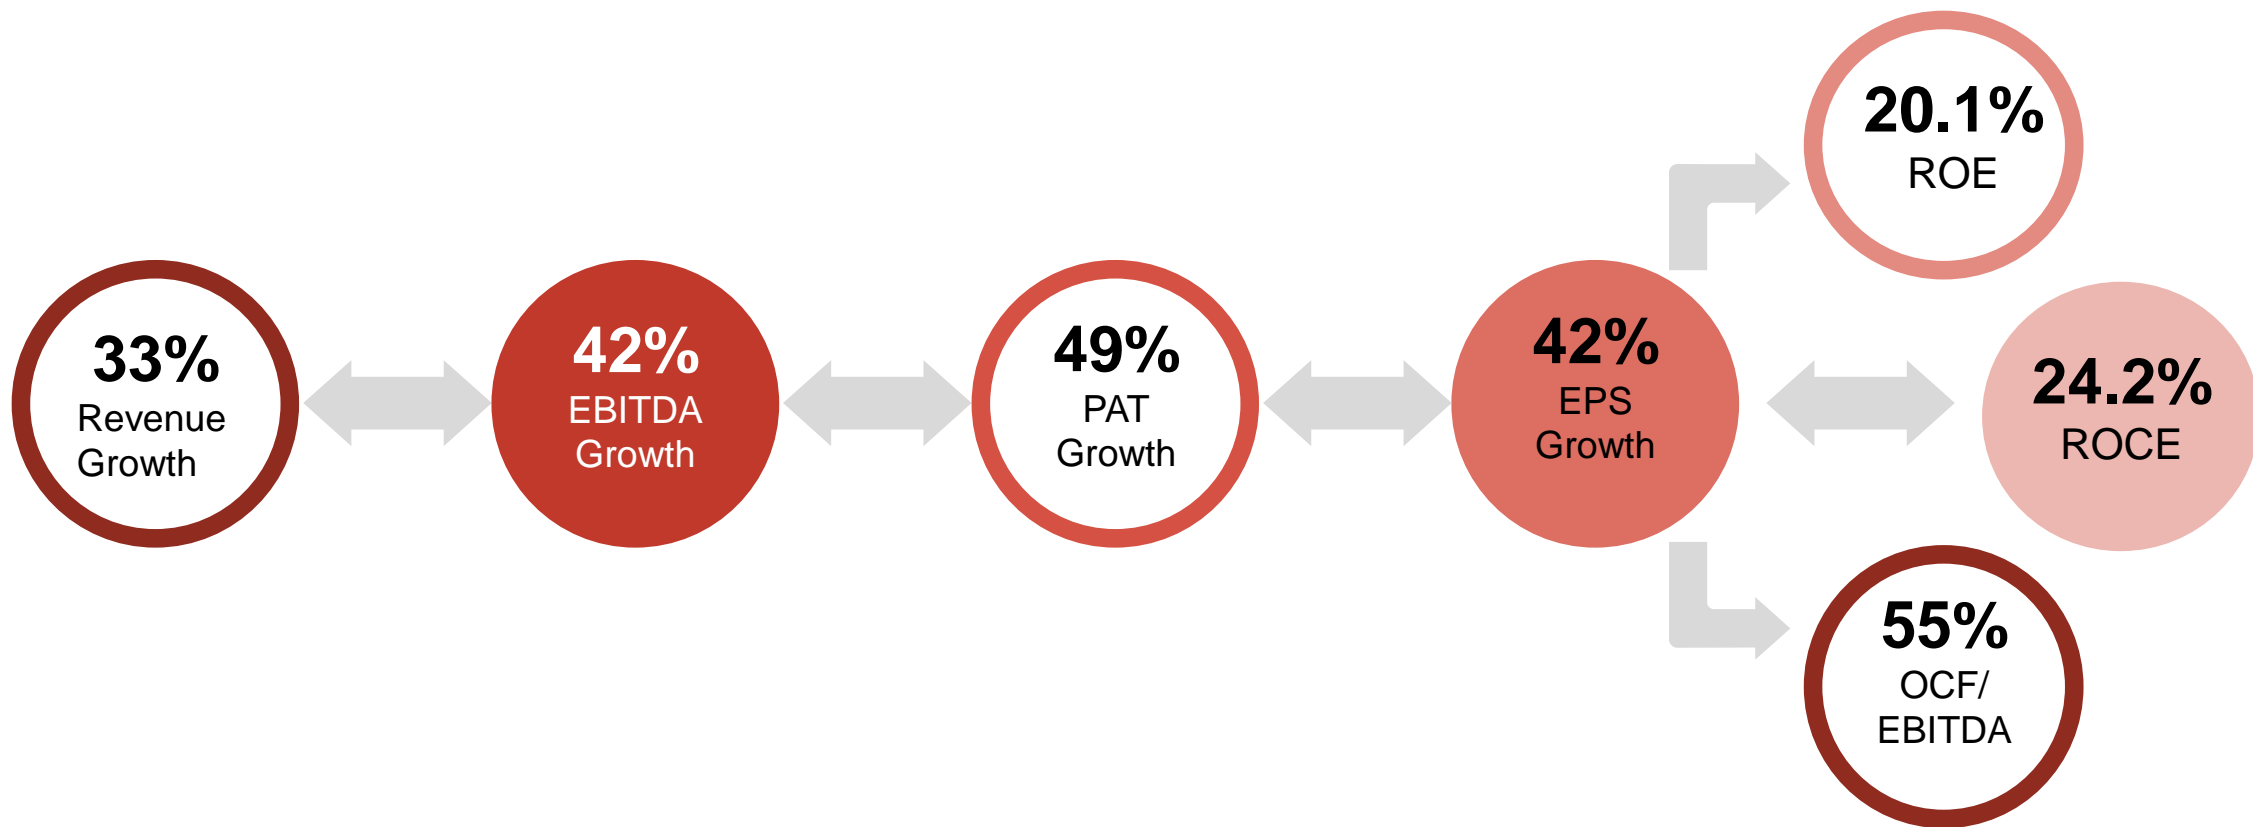 33%
Revenue
Growth
42%
EBITDA
Growth
49%
PAT
Growth
42%
EPS
Growth
20.1%
ROE
24.2%
ROCE
55%
OCF/
EBITDA